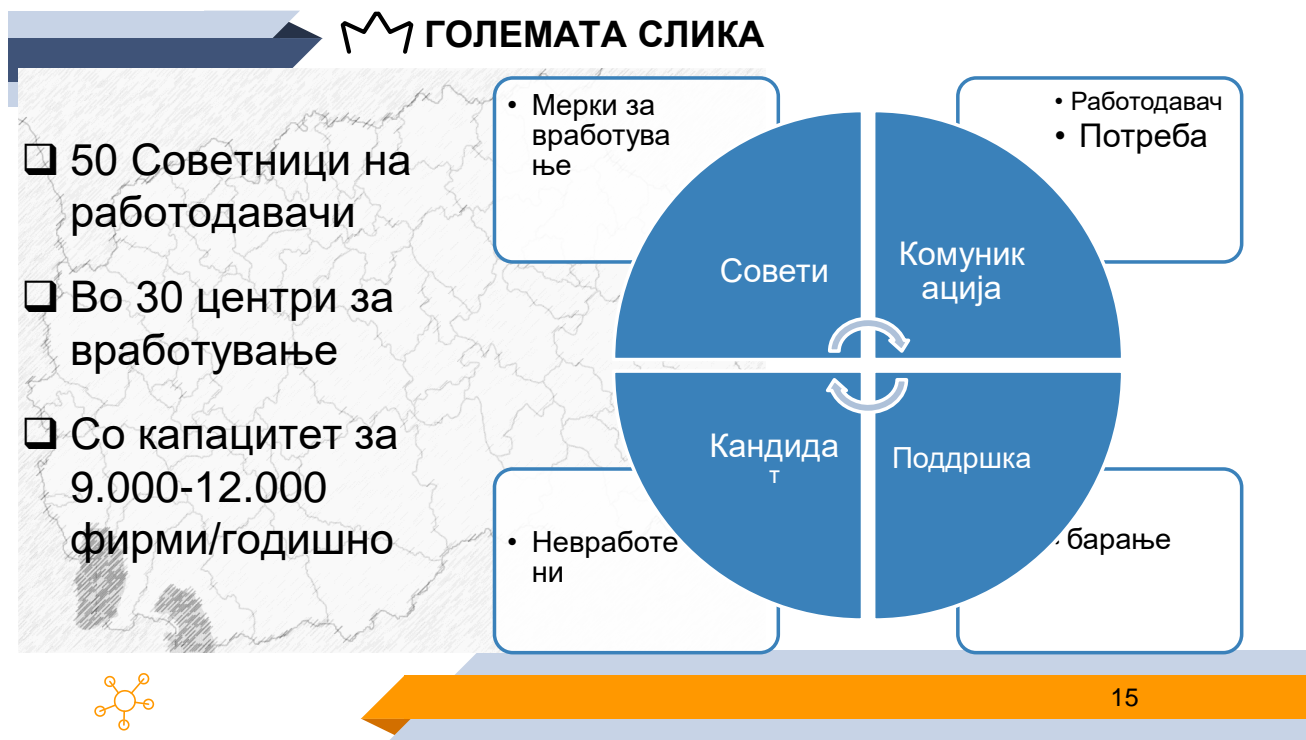 ГОЛЕМАТА СЛИКА
❑ 50 Советници на
работодавачи
❑ Во 30 центри за
вработување
❑ Со капацитет за
9.000-12.000
фирми/годишно
• Мерки за
вработува
ње
• Работодавач
• Потреба
Совети
Комуник
ација
Кандида
т
Поддршка
• Невработе
ни
• барање
15